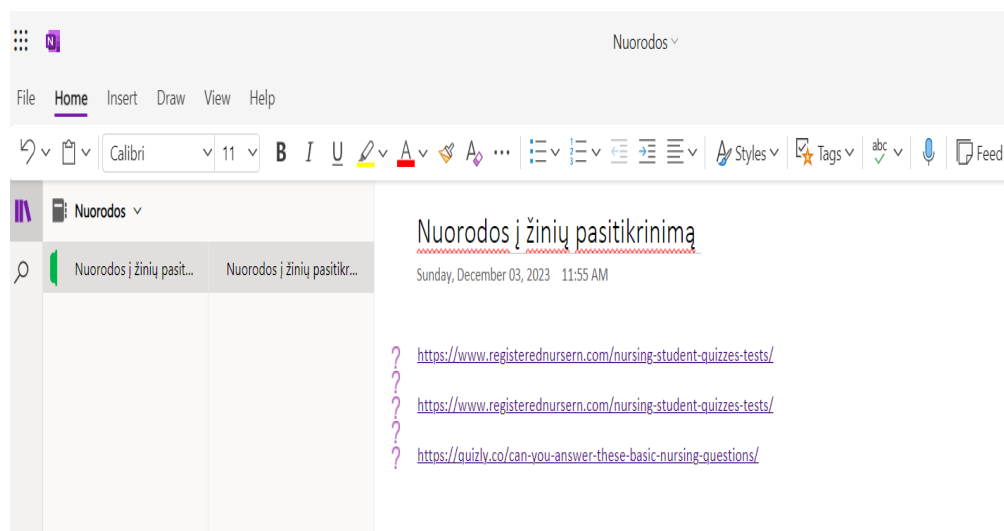 N
Nuorodos
File Home Insert Draw View Help
Calibri 11 B I U A A ... Styles Tags abc Feed
Nuorodos
Nuorodos į žinių pasitikrinimą
Nuorodos į žinių pasit... Nuorodos į žinių pasitikr...
Sunday, December 03, 2023 11:55 AM
? https://www.registerednursern.com/nursing-student-quizzes-tests/
?
? https://www.registerednursern.com/nursing-student-quizzes-tests/
?
? https://quizly.co/can-you-answer-these-basic-nursing-questions/